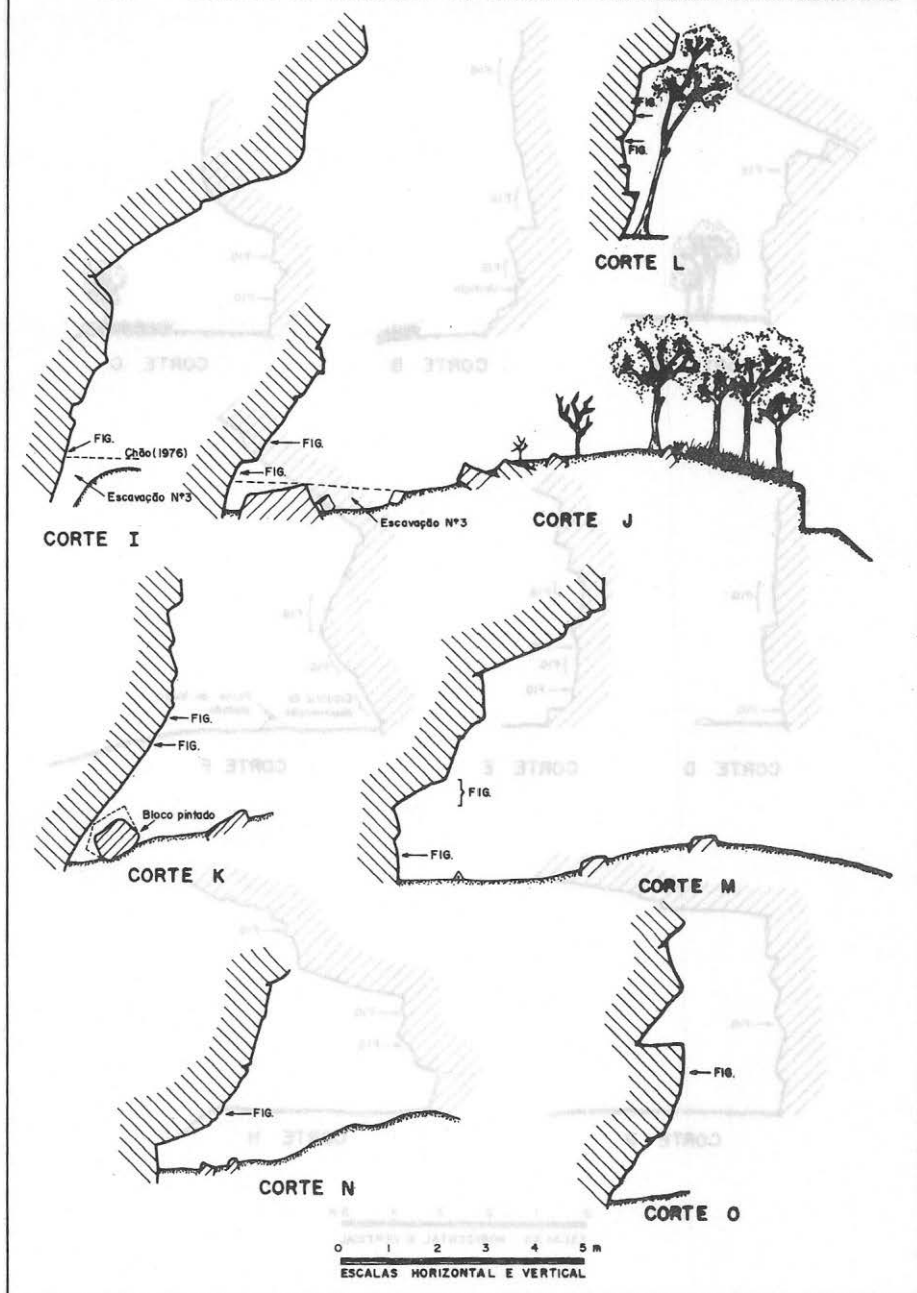 FIG.
FIG.
CORTE L
FIG.
Chão (1976)
Escavação Nº3
CORTE I
FIG.
FIG.
Escavação Nº3
CORTE J
FIG.
FIG.
Bloco pintado
CORTE K
FIG.
FIG.
CORTE M
FIG.
CORTE N
FIG.
CORTE O
0 1 2 3 4 5 m
ESCALAS HORIZONTAL E VERTICAL